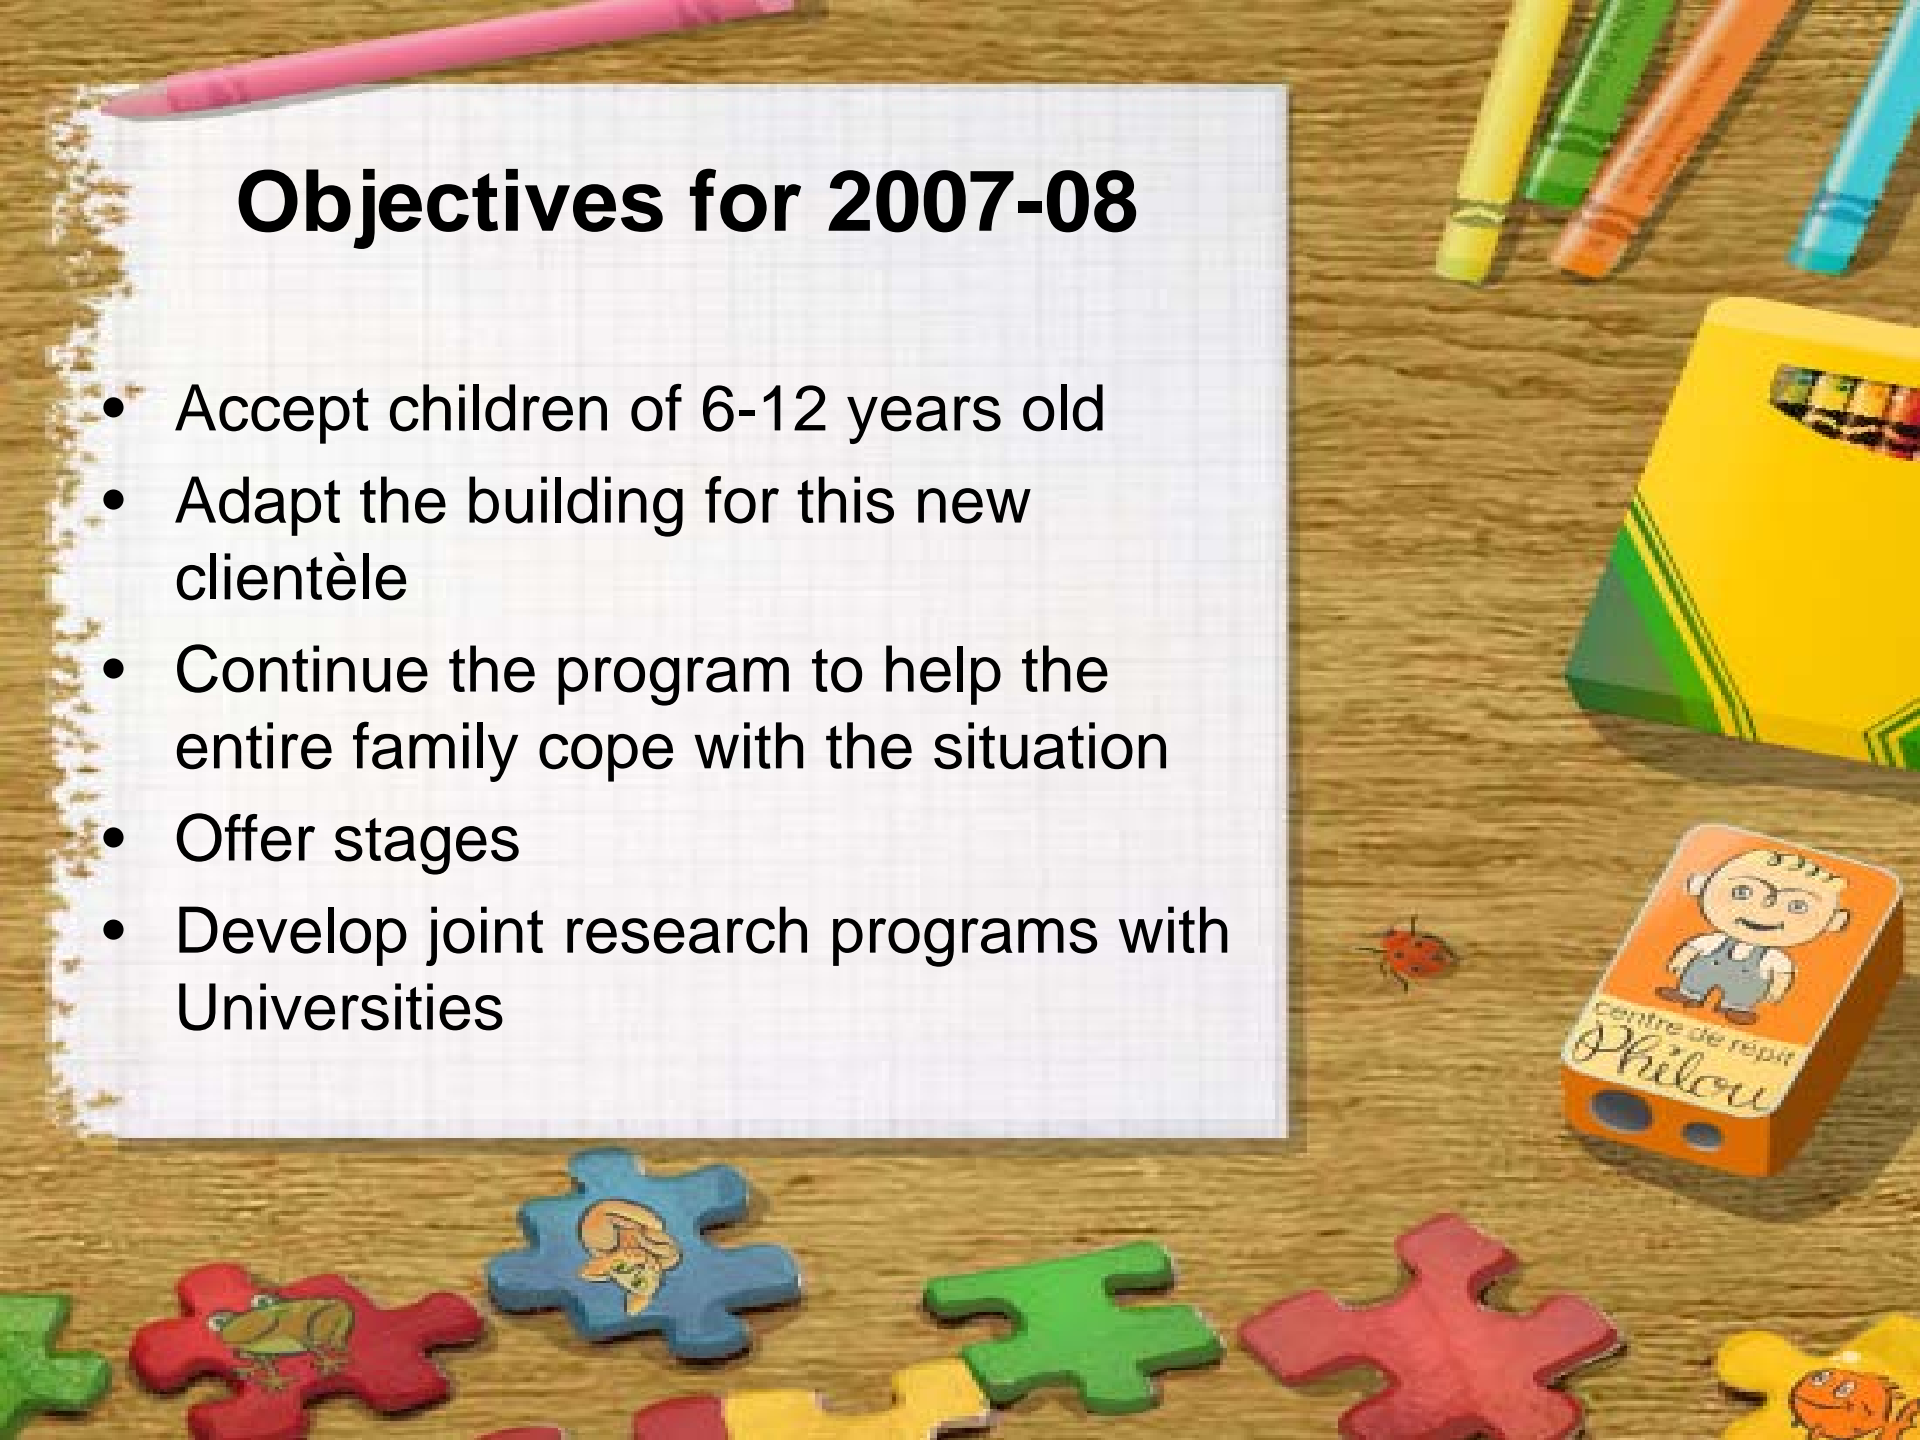 Objectives for 2007-08
• Accept children of 6-12 years old
• Adapt the building for this new
clientèle
• Continue the program to help the
entire family cope with the situation
• Offer stages
• Develop joint research programs with
Universities
centre de répit
Philou